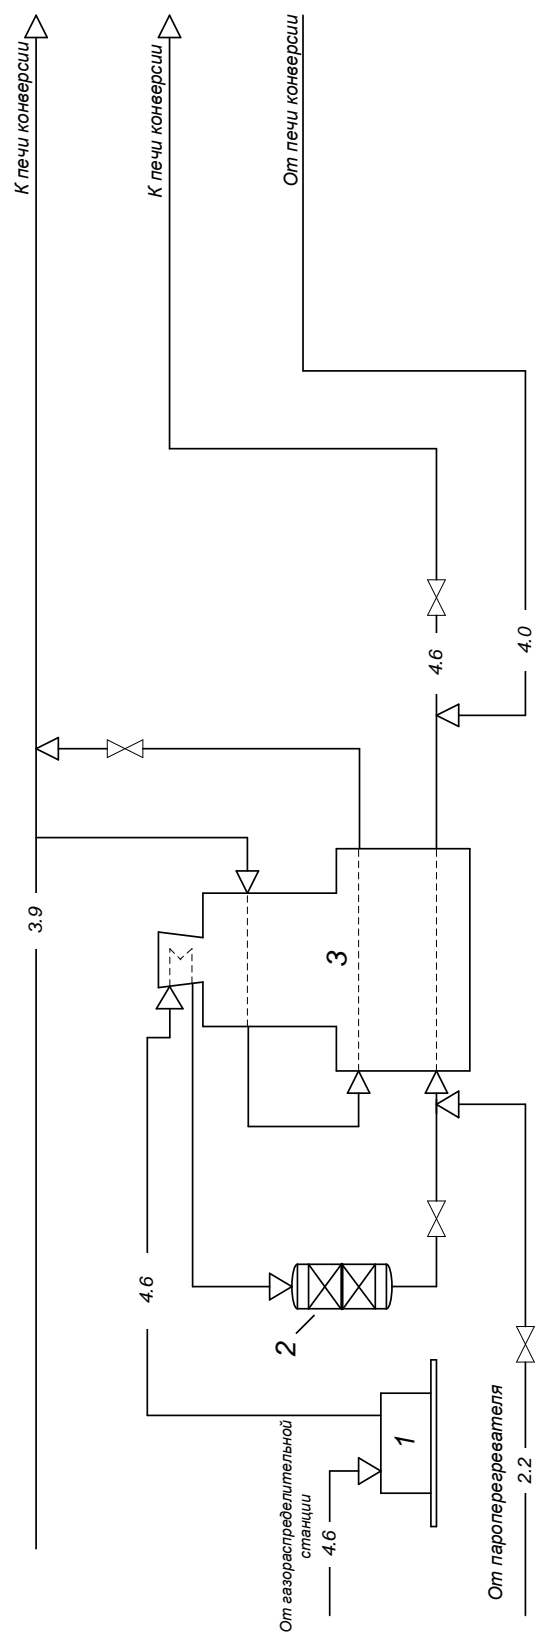 К печи конверсии
К печи конверсии
От печи конверсии
4.0
4.6
3.9
3
4.6
2
1
От газораспределительной
станции
4.6
От пароперегревателя
2.2